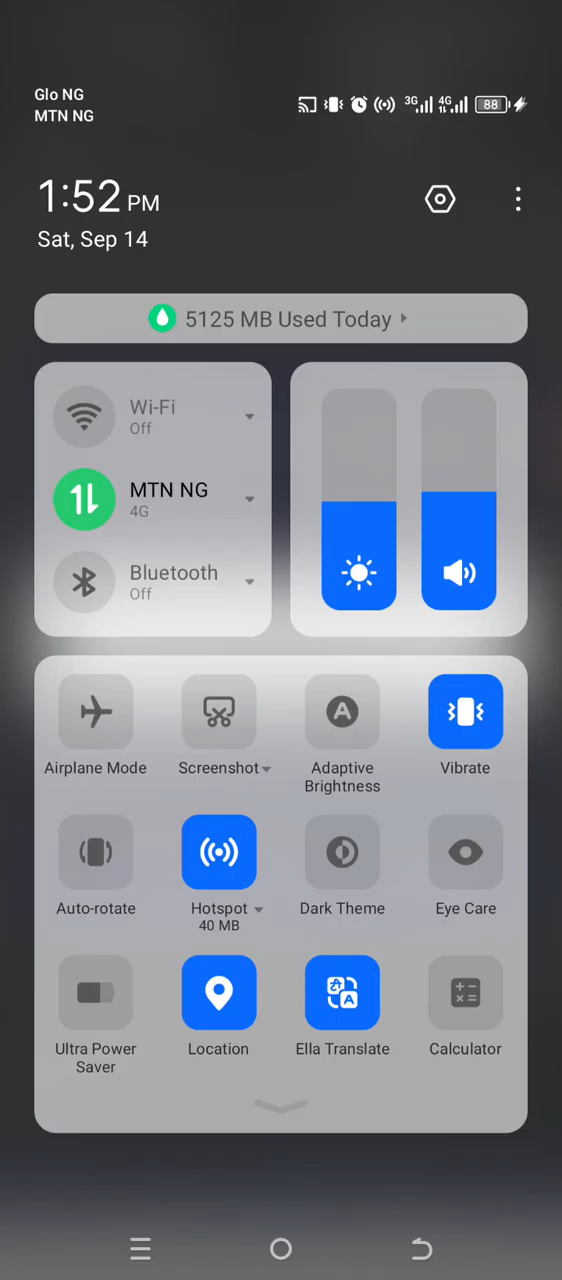 Glo NG
MTN NG
3G 4G 88
1:52 PM
Sat, Sep 14
5125 MB Used Today
Wi-Fi
Off
MTN NG
4G
Bluetooth
Off
Airplane Mode Screenshot Adaptive Brightness Vibrate
Auto-rotate Hotspot 40 MB Dark Theme Eye Care
Ultra Power Saver Location Ella Translate Calculator